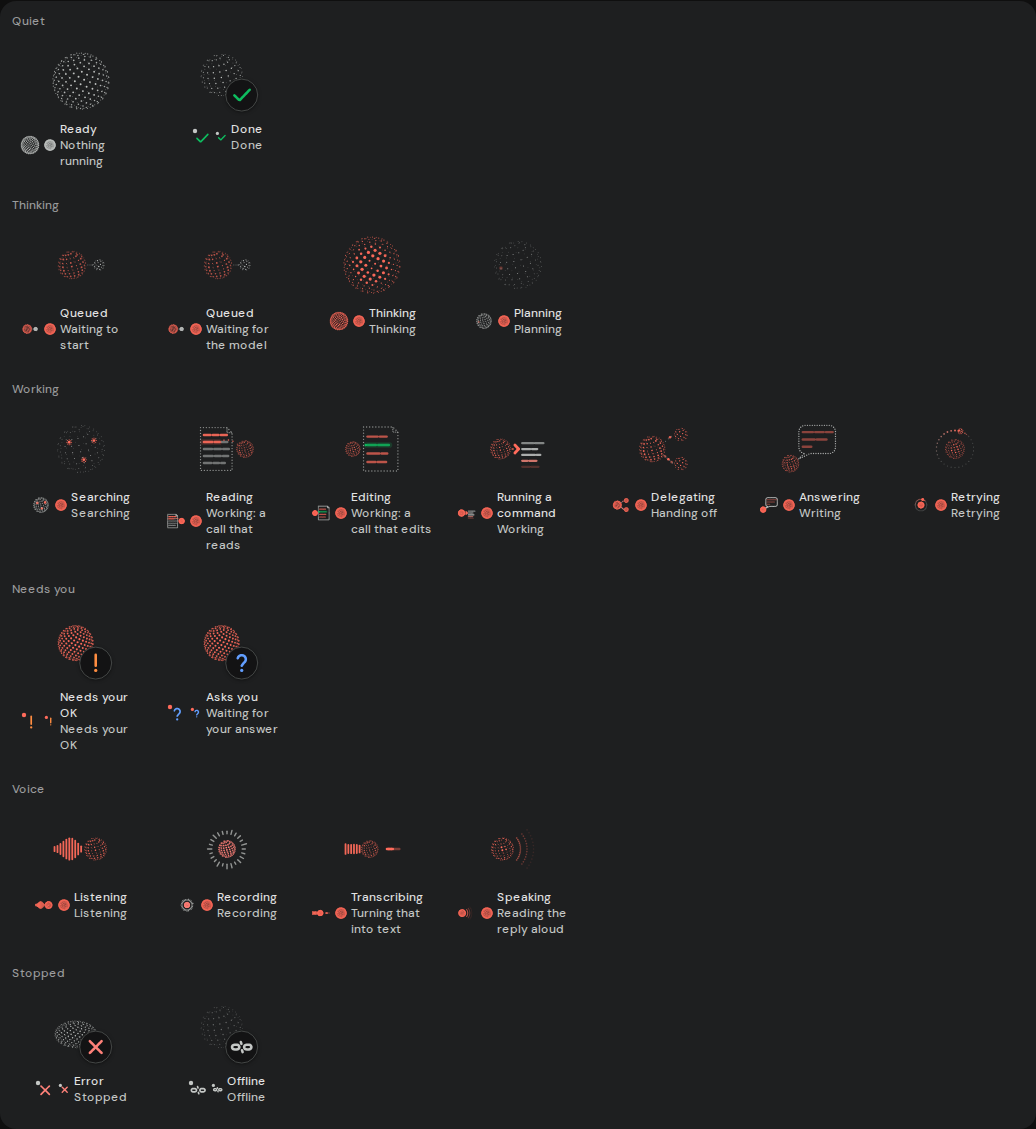 Quiet
Ready
Nothing
running
Done
Done
Thinking
Queued
Waiting to
start
Queued
Waiting for
the model
Thinking
Thinking
Planning
Planning
Working
Searching
Searching
Reading
Working: a
call that
reads
Editing
Working: a
call that edits
Running a
command
Working
Delegating
Handing off
Answering
Writing
Retrying
Retrying
Needs you
Needs your
OK
Needs your
OK
Asks you
Waiting for
your answer
Voice
Listening
Listening
Recording
Recording
Transcribing
Turning that
into text
Speaking
Reading the
reply aloud
Stopped
Error
Stopped
Offline
Offline